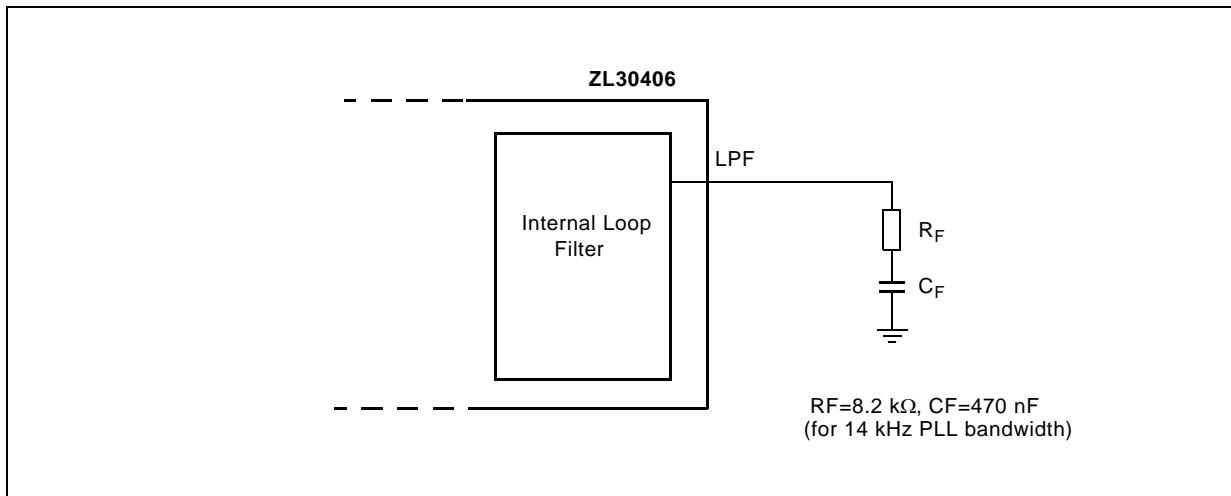 ZL30406
LPF
Internal Loop
Filter
RF
CF
RF=8.2 kΩ, CF=470 nF
(for 14 kHz PLL bandwidth)